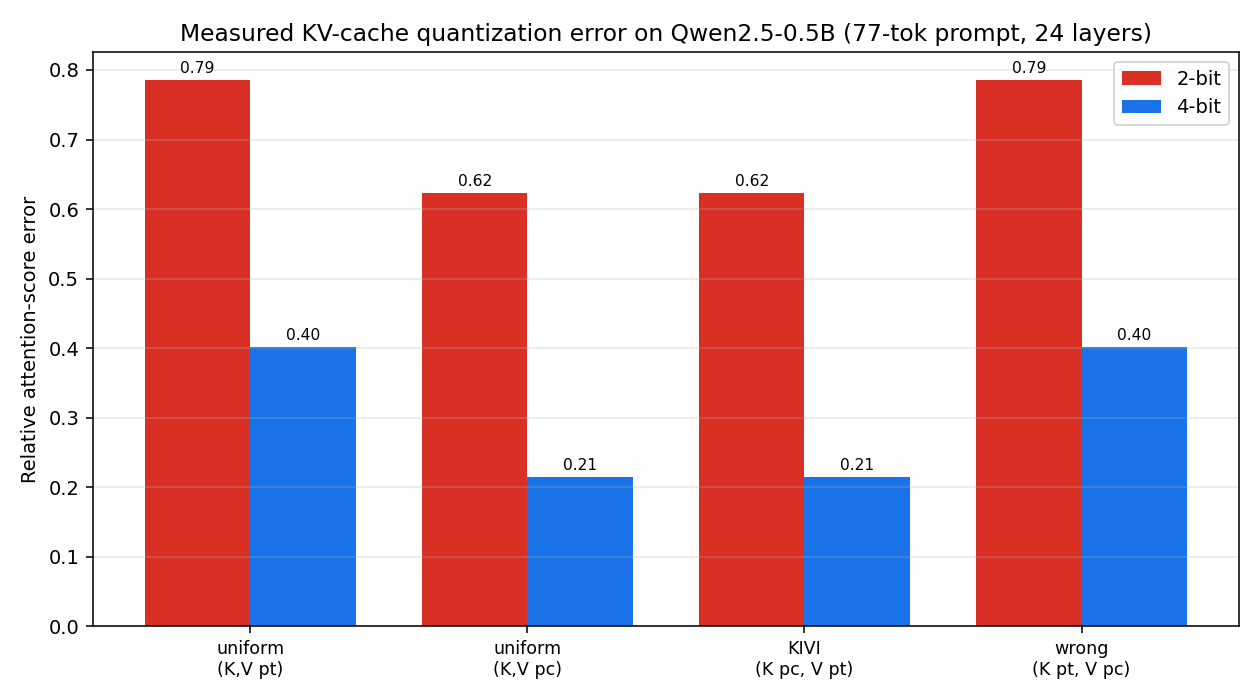 Measured KV-cache quantization error on Qwen2.5-0.5B (77-tok prompt, 24 layers)
Relative attention-score error
0.8
0.7
0.6
0.5
0.4
0.3
0.2
0.1
0.0
0.79
0.40
0.62
0.21
0.62
0.21
0.79
0.40
2-bit
4-bit
uniform
(K,V pt)
uniform
(K,V pc)
KIVI
(K pc, V pt)
wrong
(K pt, V pc)